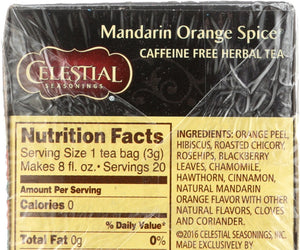 Mandarin Orange Spice
CAFFEINE FREE HERBAL TEA
CELESTIAL
SEASONINGS
Nutrition Facts
Serving Size 1 tea bag (3g)
Makes 8 fl. oz. • Servings 20
Amount Per Serving
Calories 0
% Daily Value*
Total Fat 0g 0%
INGREDIENTS: ORANGE PEEL,
HIBISCUS, ROASTED CHICORY,
ROSEHIPS, BLACKBERRY
LEAVES, CHAMOMILE,
HAWTHORN, CINNAMON,
NATURAL MANDARIN
ORANGE FLAVOR WITH OTHER
NATURAL FLAVORS, CLOVES
AND CORIANDER.
©2016 CELESTIAL SEASONINGS, INC.
MADE EXCLUSIVELY BY